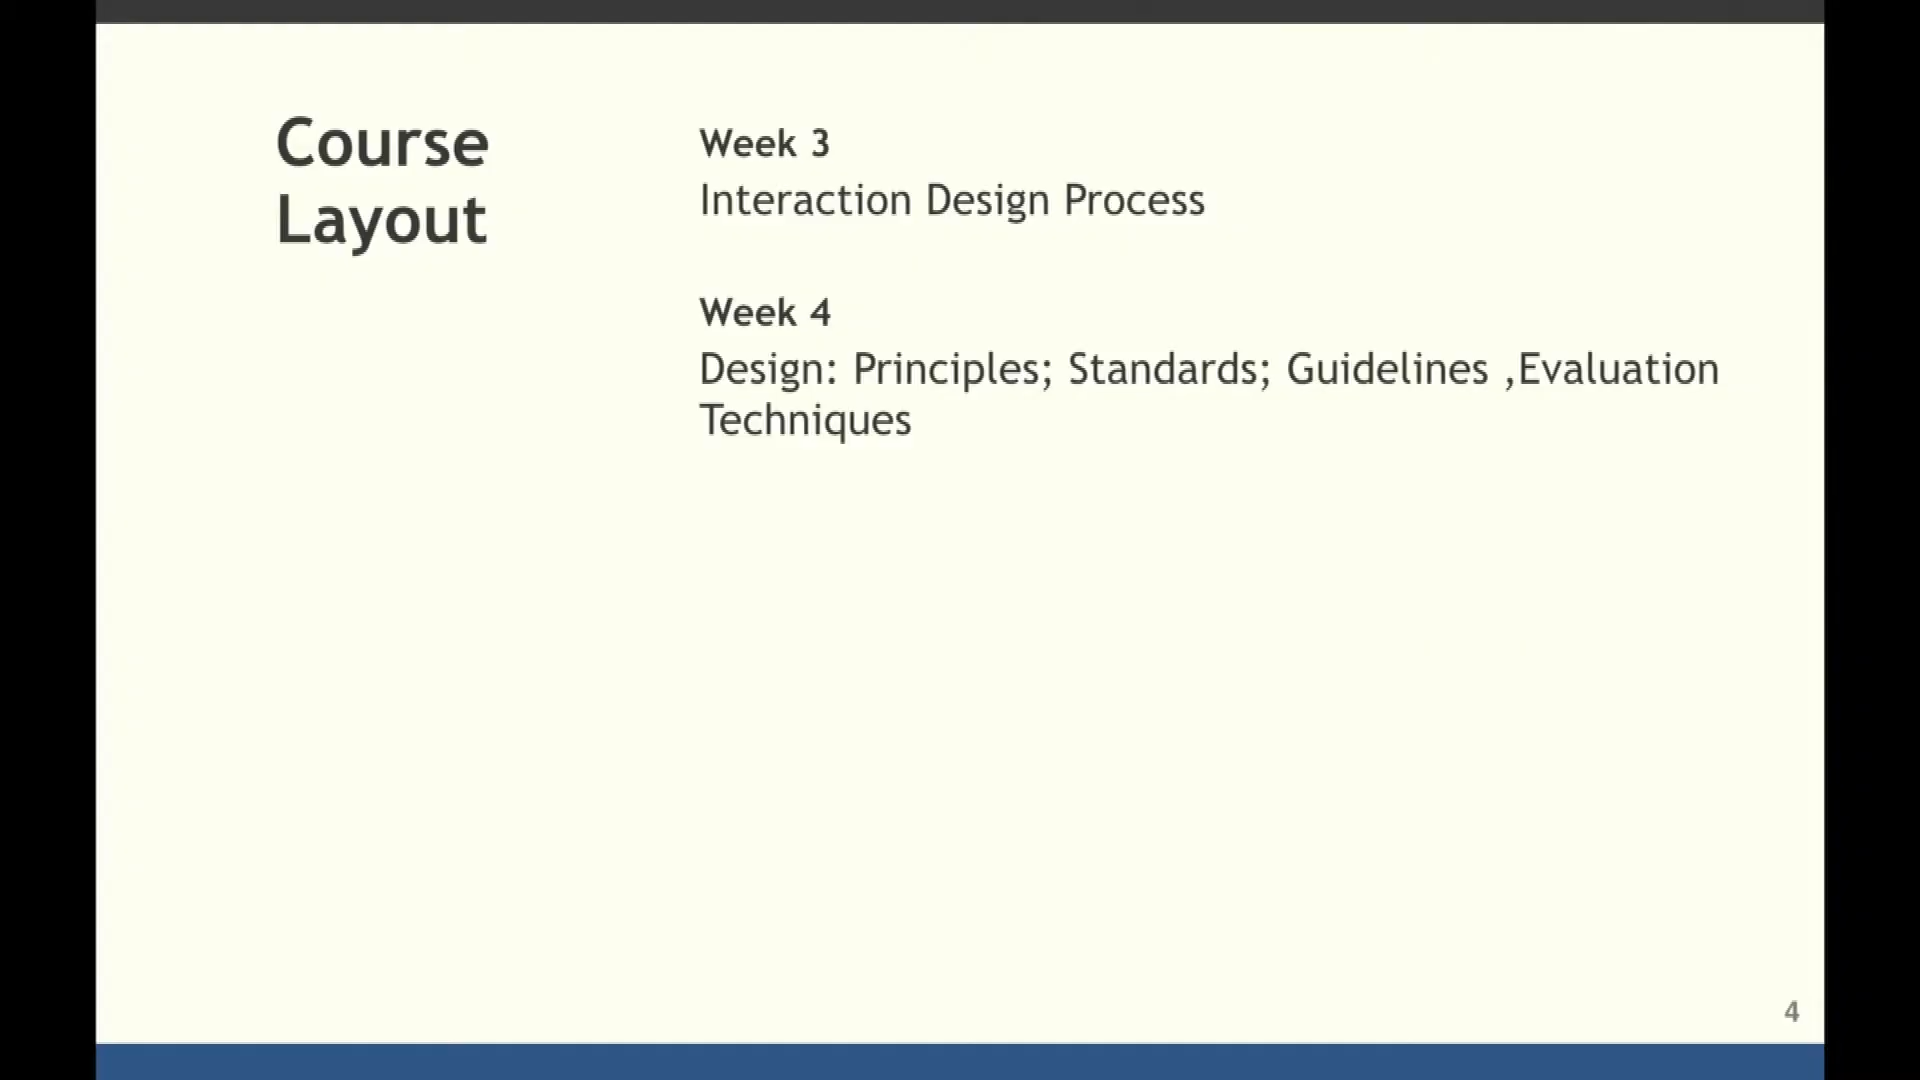 Course
Layout
Week 3
Interaction Design Process
Week 4
Design: Principles; Standards; Guidelines ,Evaluation
Techniques
4